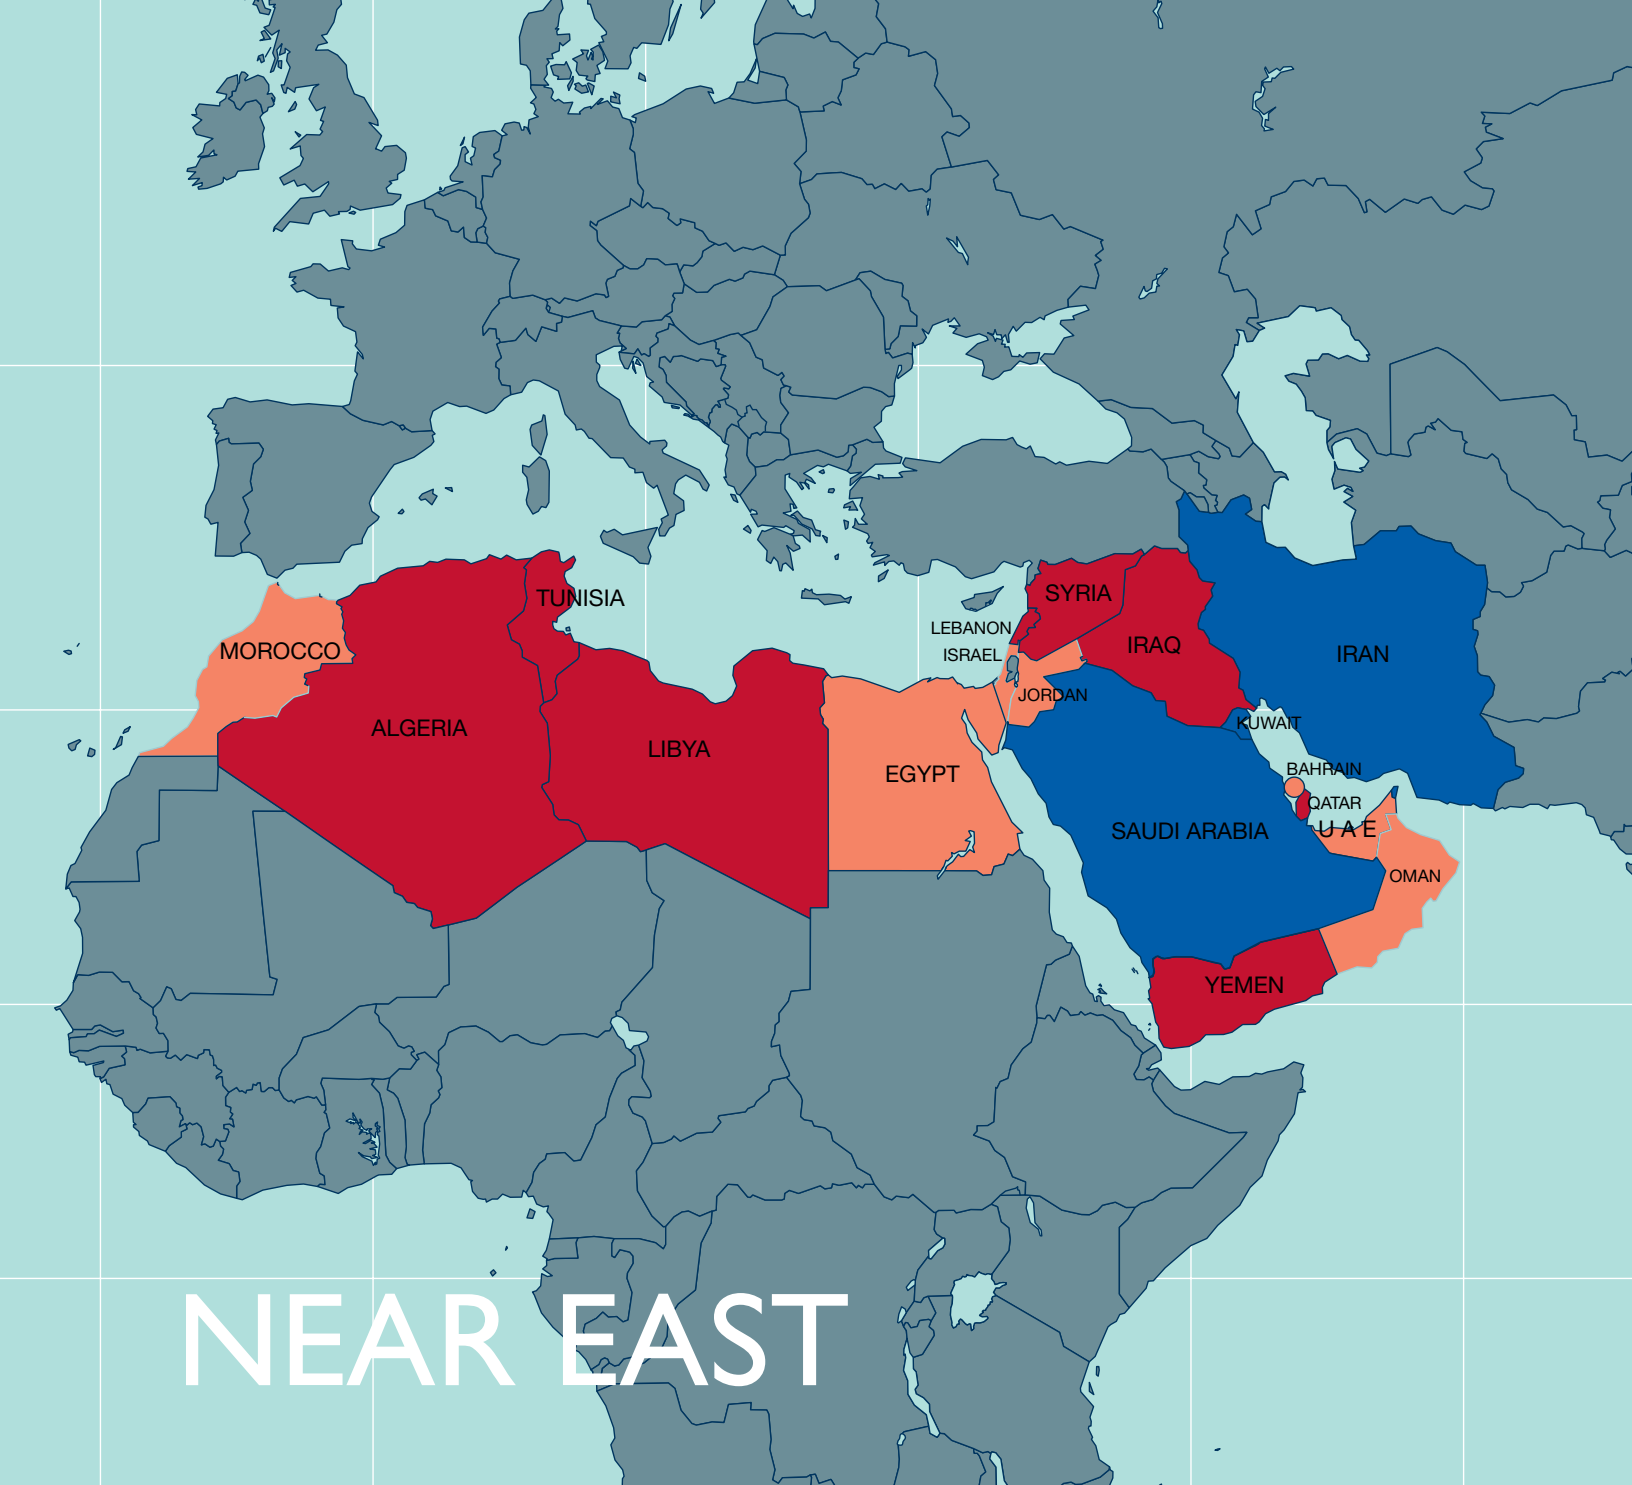 TUNISIA
SYRIA
LEBANON
IRAQ
MOROCCO
ISRAEL
IRAN
JORDAN
ALGERIA
KUWAIT
LIBYA
EGYPT
BAHRAIN
QATAR
SAUDI ARABIA
U A E
OMAN
YEMEN
NEAR EAST